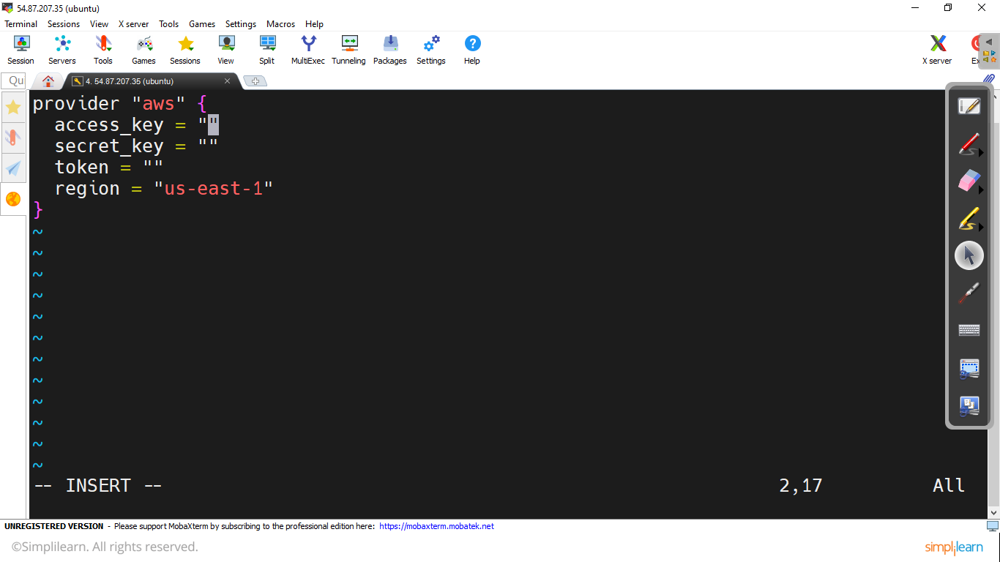 54.87.207.35 (ubuntu)
Terminal Sessions View X server Tools Games Settings Macros Help
Session Servers Tools Games Sessions View Split MultiExec Tunneling Packages Settings Help X server
Qu 4. 54.87.207.35 (ubuntu)
provider "aws" {
  access_key = ""
  secret_key = ""
  token = ""
  region = "us-east-1"
}
~
~
~
~
~
~
~
~
~
~
~
~
-- INSERT -- 2,17 All
UNREGISTERED VERSION - Please support MobaXterm by subscribing to the professional edition here: https://mobaxterm.mobatek.net
©Simplilearn. All rights reserved. simplilearn